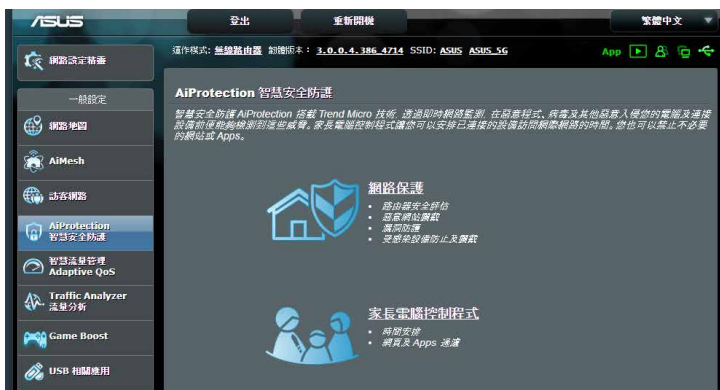 ASUS
登出
重新開機
繁體中文
運作模式: 無線路由器 韌體版本: 3.0.0.4.386_4714 SSID: ASUS ASUS_5G
App
網路設定精靈
一般設定
網路地圖
AiMesh
訪客網路
AiProtection
智慧安全防護
智慧流量管理
Adaptive QoS
Traffic Analyzer
流量分析
Game Boost
USB 相關應用
AiProtection 智慧安全防護
智慧安全防護 AiProtection 搭載 Trend Micro 技術, 透過即時網路監測, 在惡意程式、病毒及其他惡意入侵您的電腦及連接
設備前便能夠檢測到這些威脅。家長電腦控制程式讓您可以安排已連接的設備訪問網際網路的時間。您也可以禁止不必要
的網站或 Apps。
網路保護
• 路由器安全評估
• 惡意網站攔截
• 漏洞防護
• 受感染設備防止及攔截
家長電腦控制程式
• 時間安排
• 網頁及 Apps 過濾